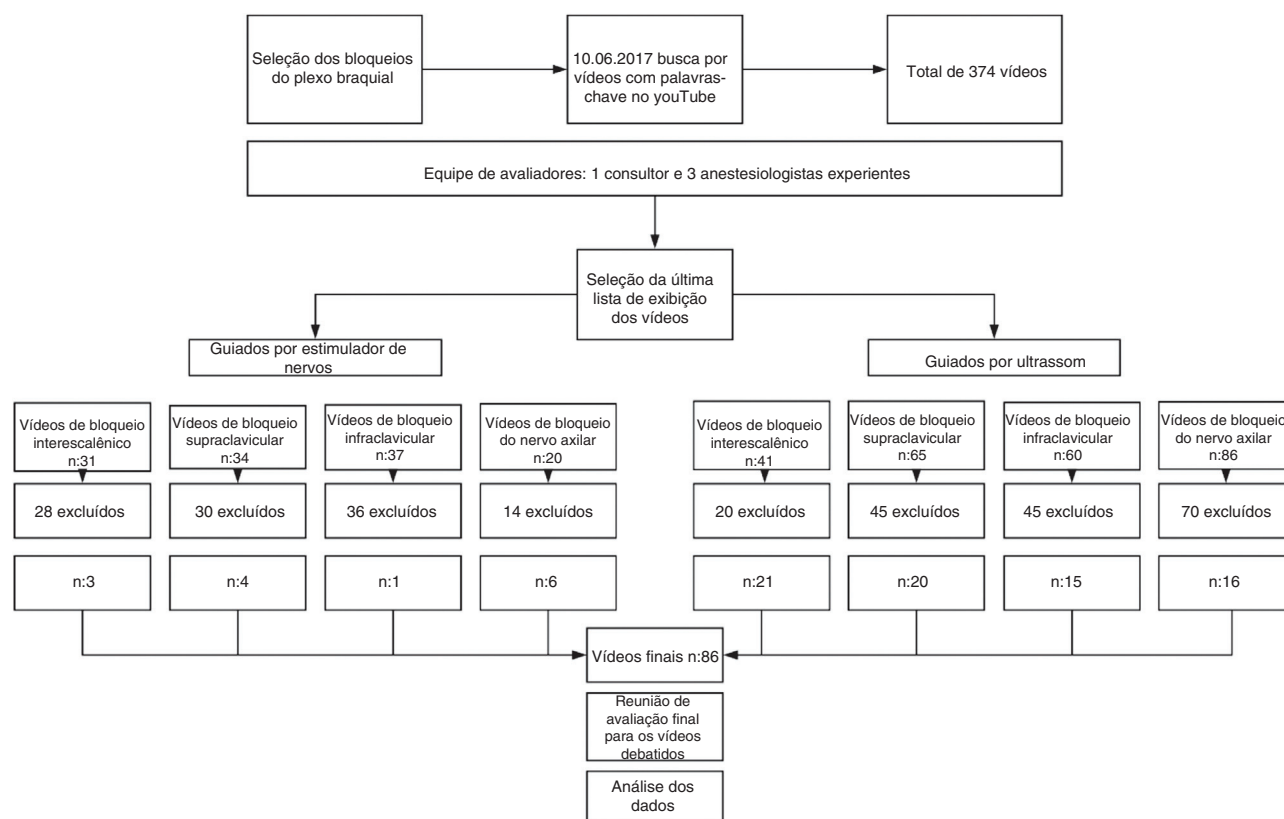 Seleção dos bloqueios
do plexo braquial
10.06.2017 busca por
vídeos com palavras-
chave no youTube
Total de 374 vídeos
Equipe de avaliadores: 1 consultor e 3 anestesiologistas experientes
Seleção da última
lista de exibição
dos vídeos
Guiados por estimulador de
nervos
Guiados por ultrassom
Vídeos de bloqueio
interescalênico
n:31
Vídeos de bloqueio
supraclavicular
n:34
Vídeos de bloqueio
infraclavicular
n:37
Vídeos de bloqueio
do nervo axilar
n:20
Vídeos de bloqueio
interescalênico
n:41
Vídeos de bloqueio
supraclavicular
n:65
Vídeos de bloqueio
infraclavicular
n:60
Vídeos de bloqueio
do nervo axilar
n:86
28 excluídos
30 excluídos
36 excluídos
14 excluídos
20 excluídos
45 excluídos
45 excluídos
70 excluídos
n:3
n:4
n:1
n:6
n:21
n:20
n:15
n:16
Vídeos finais n:86
Reunião de
avaliação final
para os vídeos
debatidos
Análise dos
dados